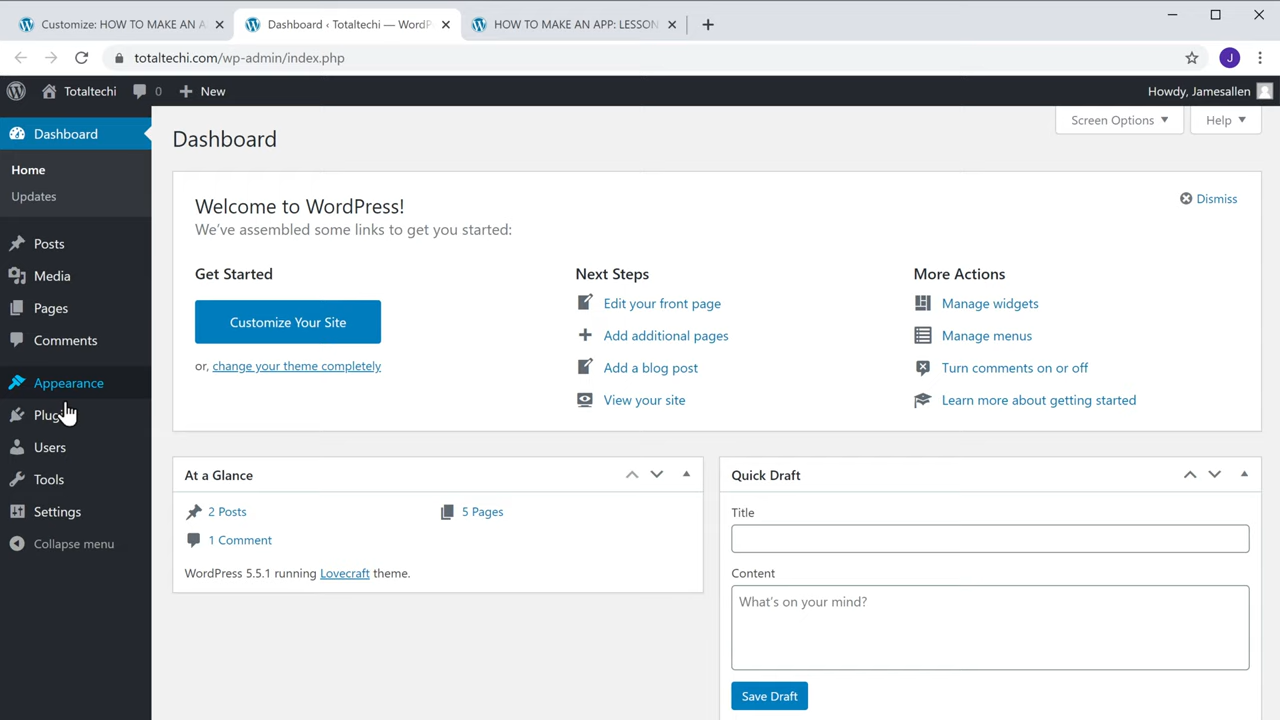 Customize: HOW TO MAKE AN A
Dashboard ‹ Totaltechi — WordP
HOW TO MAKE AN APP: LESSON
totaltechi.com/wp-admin/index.php
J
Totaltechi
0
New
Howdy, Jamesallen
Dashboard
Home
Updates
Posts
Media
Pages
Comments
Appearance
Users
Tools
Settings
Collapse menu
Dashboard
Screen Options
Help
Welcome to WordPress!
Dismiss
We've assembled some links to get you started:
Get Started
Customize Your Site
or, change your theme completely
Next Steps
Edit your front page
Add additional pages
Add a blog post
View your site
More Actions
Manage widgets
Manage menus
Turn comments on or off
Learn more about getting started
At a Glance
2 Posts
5 Pages
1 Comment
WordPress 5.5.1 running Lovecraft theme.
Quick Draft
Title
Content
What's on your mind?
Save Draft